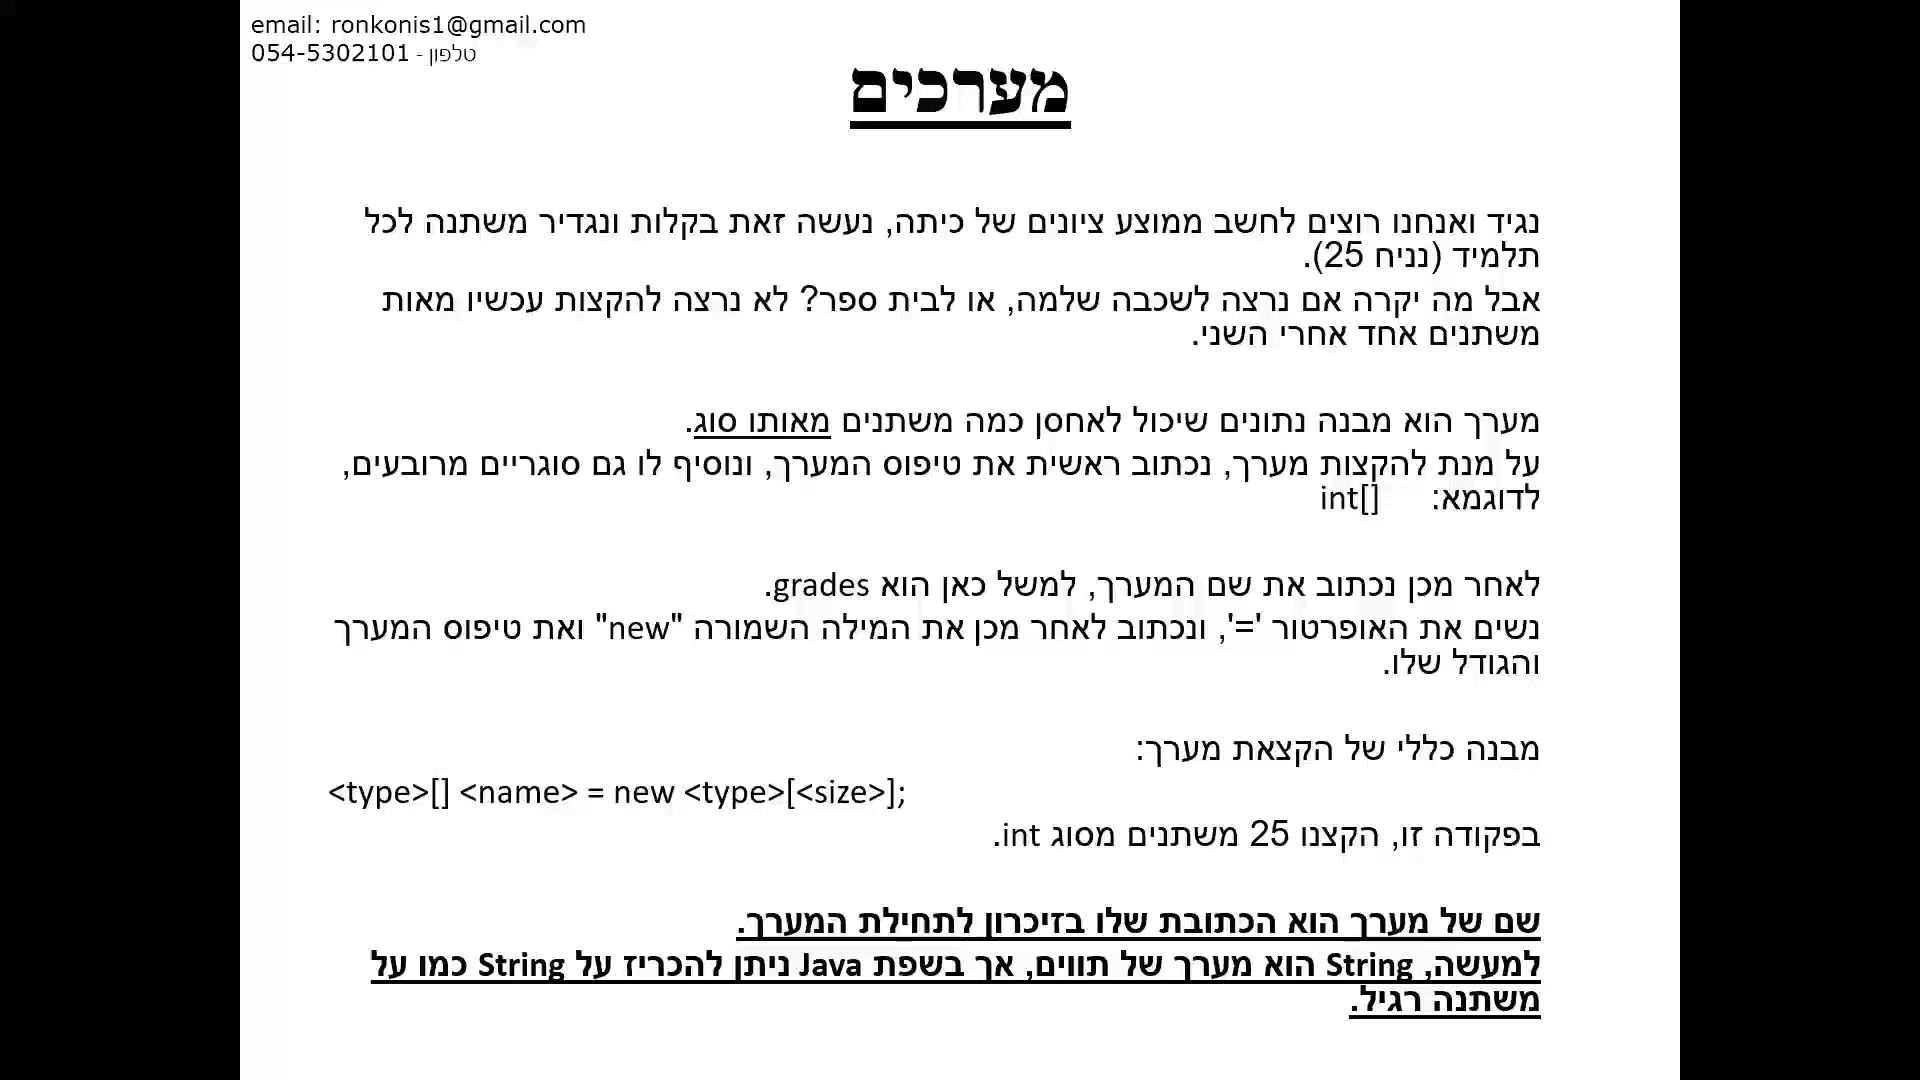 email: ronkonis1@gmail.com
טלפון - 054-5302101
מערכים
נגיד ואנחנו רוצים לחשב ממוצע ציונים של כיתה, נעשה זאת בקלות ונגדיר משתנה לכל
תלמיד (נניח 25).
אבל מה יקרה אם נרצה לשכבה שלמה, או לבית ספר? לא נרצה להקצות עכשיו מאות
משתנים אחד אחרי השני.
מערך הוא מבנה נתונים שיכול לאחסן כמה משתנים מאותו סוג.
על מנת להקצות מערך, נכתוב ראשית את טיפוס המערך, ונוסיף לו גם סוגריים מרובעים,
לדוגמא: int[]
לאחר מכן נכתוב את שם המערך, למשל כאן הוא grades.
נשים את האופרטור '=', ונכתוב לאחר מכן את המילה השמורה "new" ואת טיפוס המערך
והגודל שלו.
מבנה כללי של הקצאת מערך:
<type>[] <name> = new <type>[<size>];
בפקודה זו, הקצנו 25 משתנים מסוג int.
שם של מערך הוא הכתובת שלו בזיכרון לתחילת המערך.
למעשה, String הוא מערך של תווים, אך בשפת Java ניתן להכריז על String כמו על
משתנה רגיל.